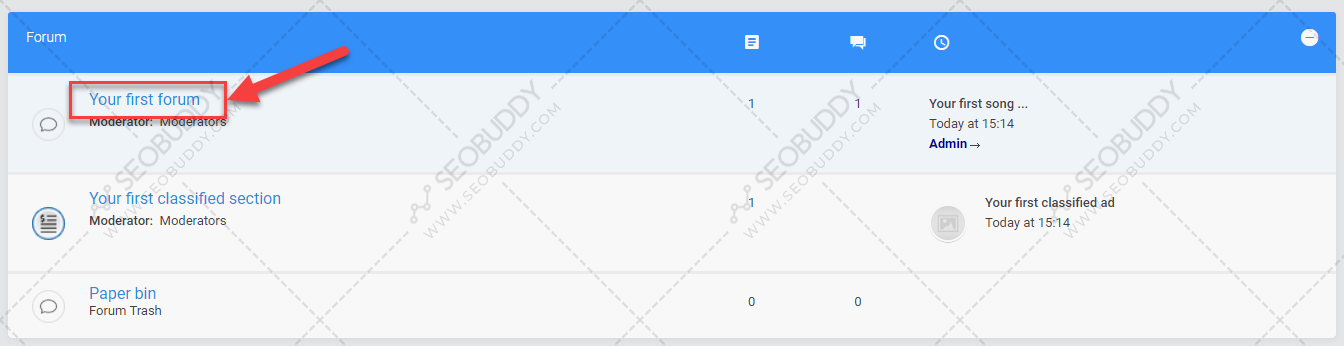 Forum
Your first forum
Moderator: Moderators
1
1
Your first song ...
Today at 15:14
Admin→
Your first classified section
Moderator: Moderators
1
Your first classified ad
Today at 15:14
Paper bin
Forum Trash
0
0
SEOBUDDY
WWW.SEOBUDDY.COM
SEOBUDDY
WWW.SEOBUDDY.COM
SEOBUDDY
WWW.SEOBUDDY.COM
SEOBUDDY
WWW.SEOBUDDY.COM